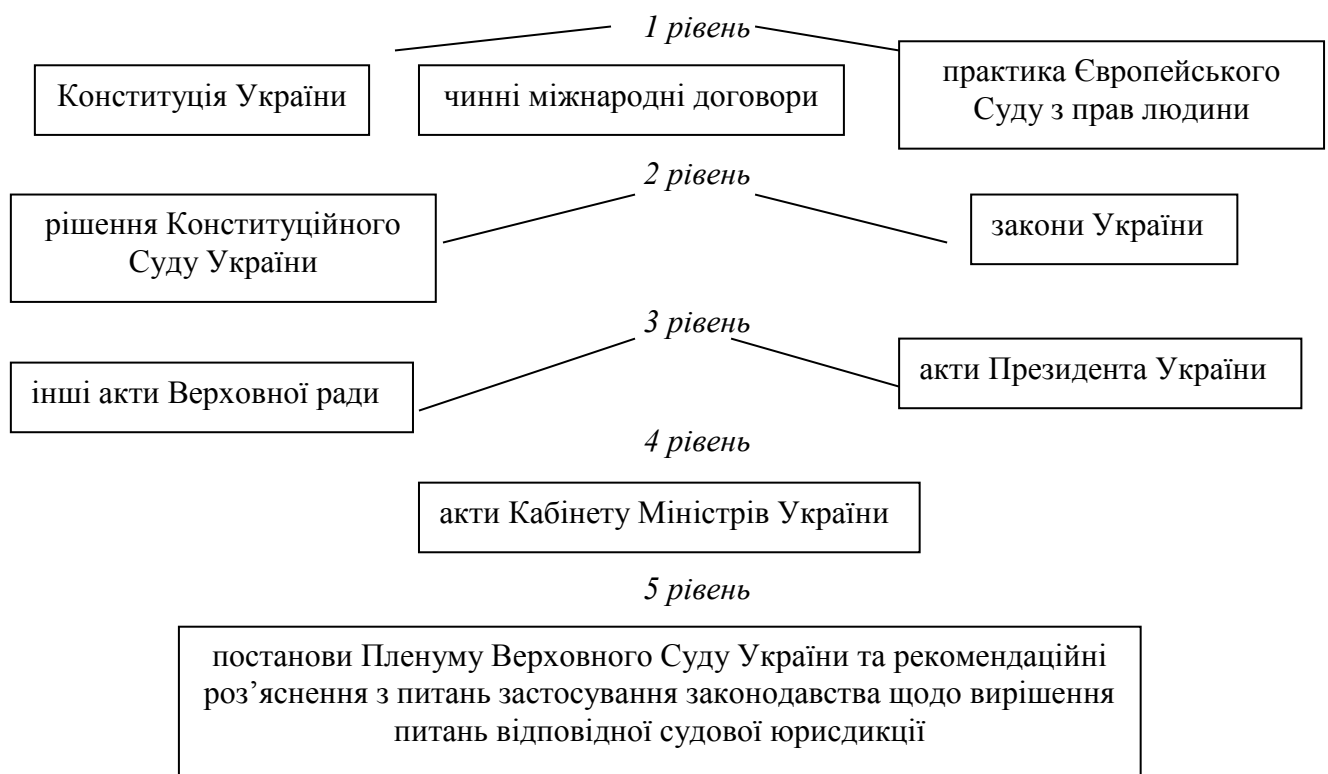 1 рівень
Конституція України
чинні міжнародні договори
практика Європейського
Суду з прав людини
2 рівень
рішення Конституційного
Суду України
закони України
3 рівень
інші акти Верховної ради
акти Президента України
4 рівень
акти Кабінету Міністрів України
5 рівень
постанови Пленуму Верховного Суду України та рекомендаційні
роз’яснення з питань застосування законодавства щодо вирішення
питань відповідної судової юрисдикції